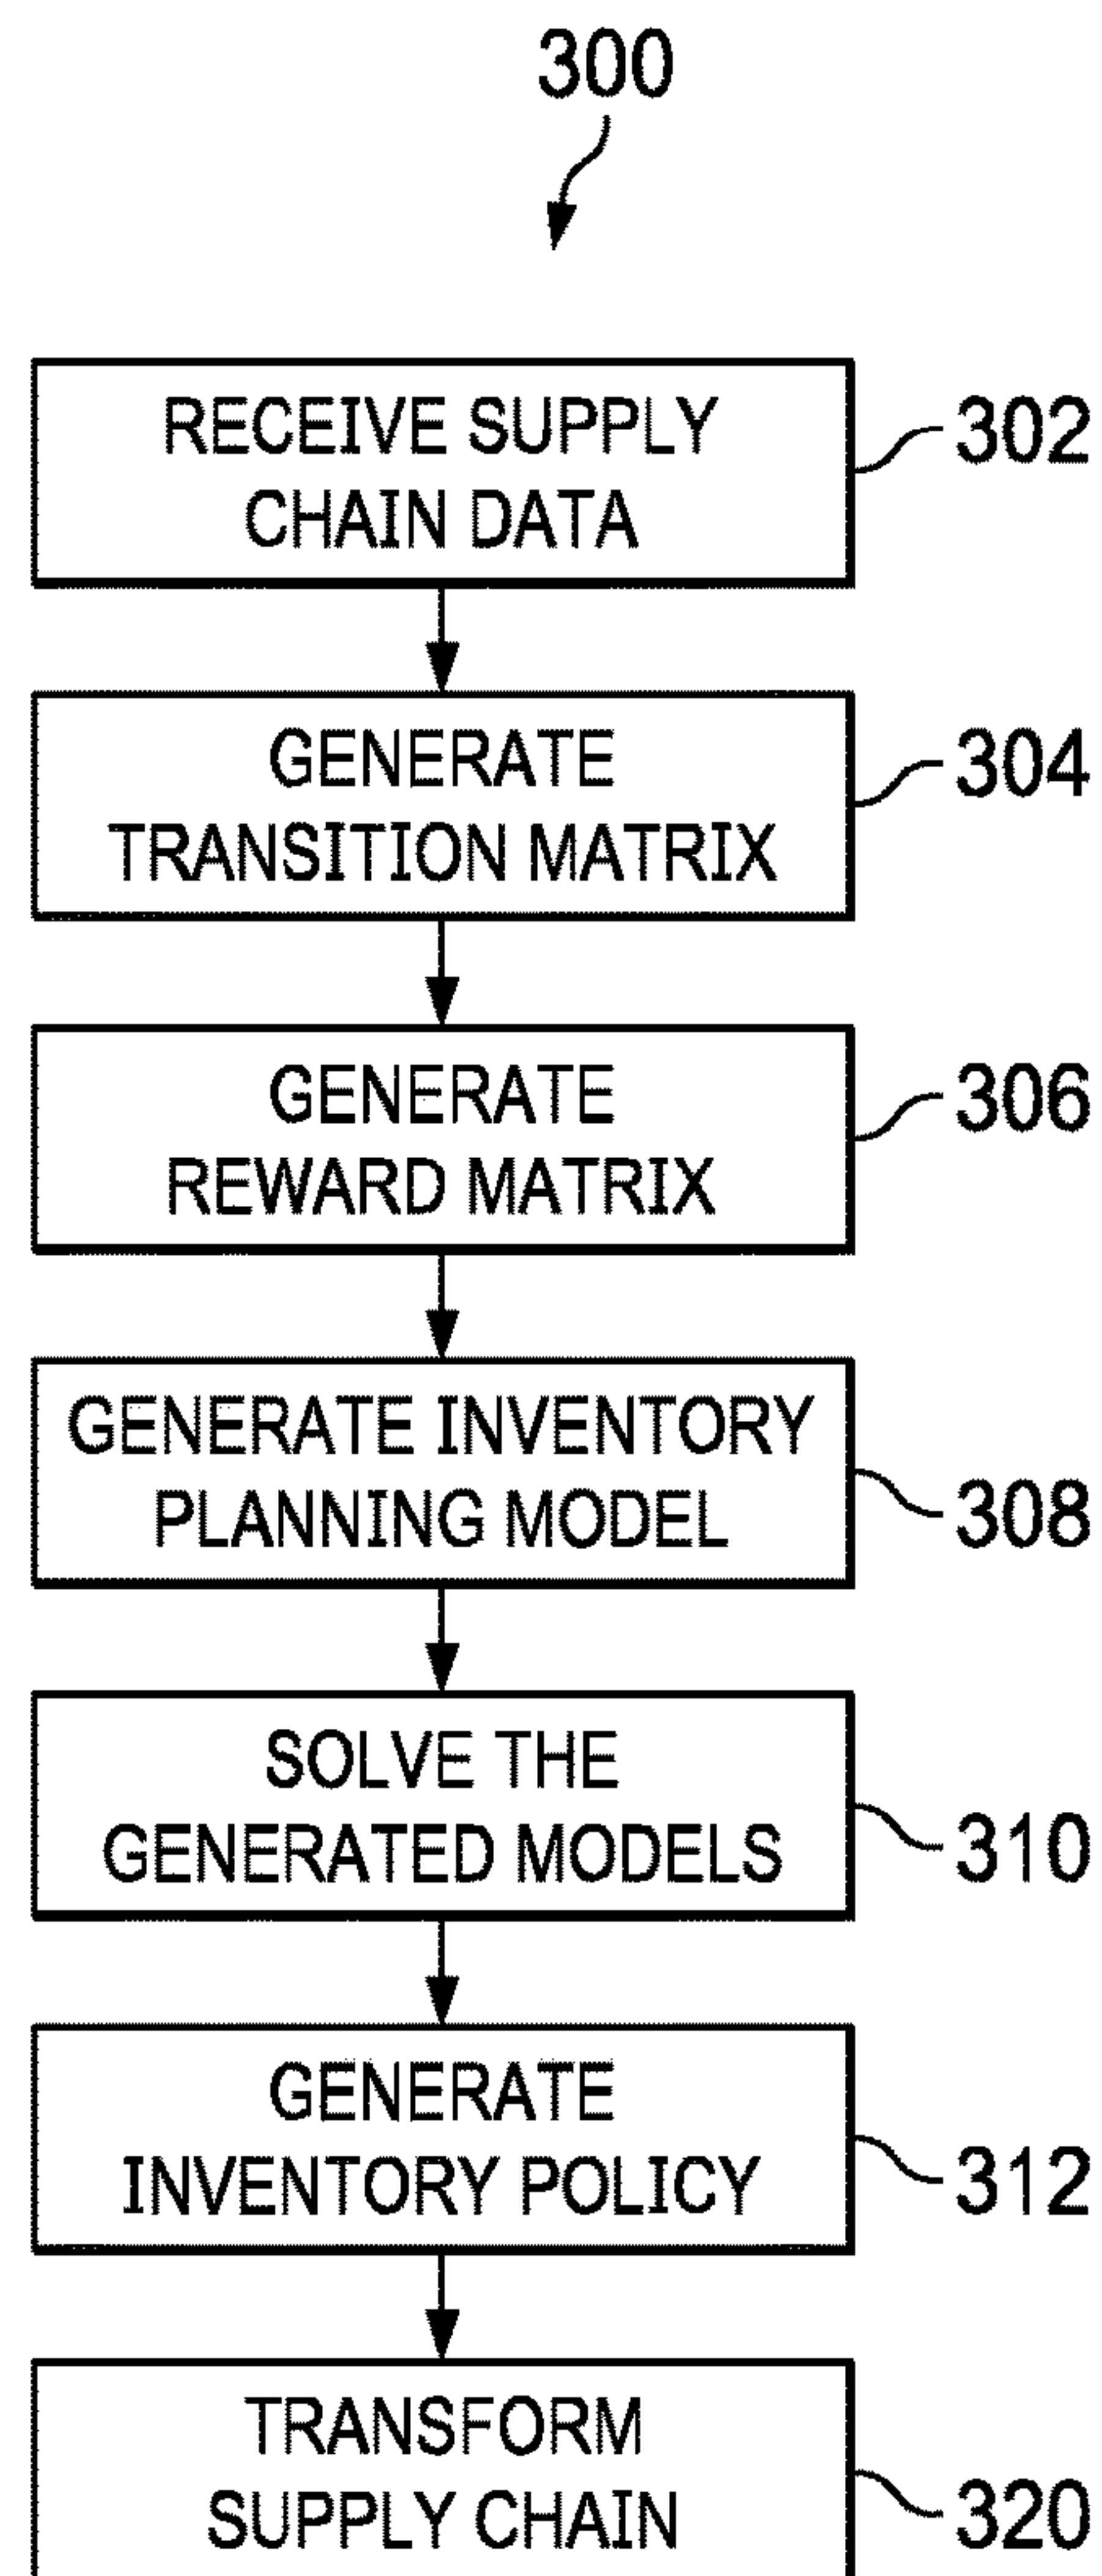 300
RECEIVE SUPPLY
CHAIN DATA
302
GENERATE
TRANSITION MATRIX
304
GENERATE
REWARD MATRIX
306
GENERATE INVENTORY
PLANNING MODEL
308
SOLVE THE
GENERATED MODELS
310
GENERATE
INVENTORY POLICY
312
TRANSFORM
SUPPLY CHAIN
320